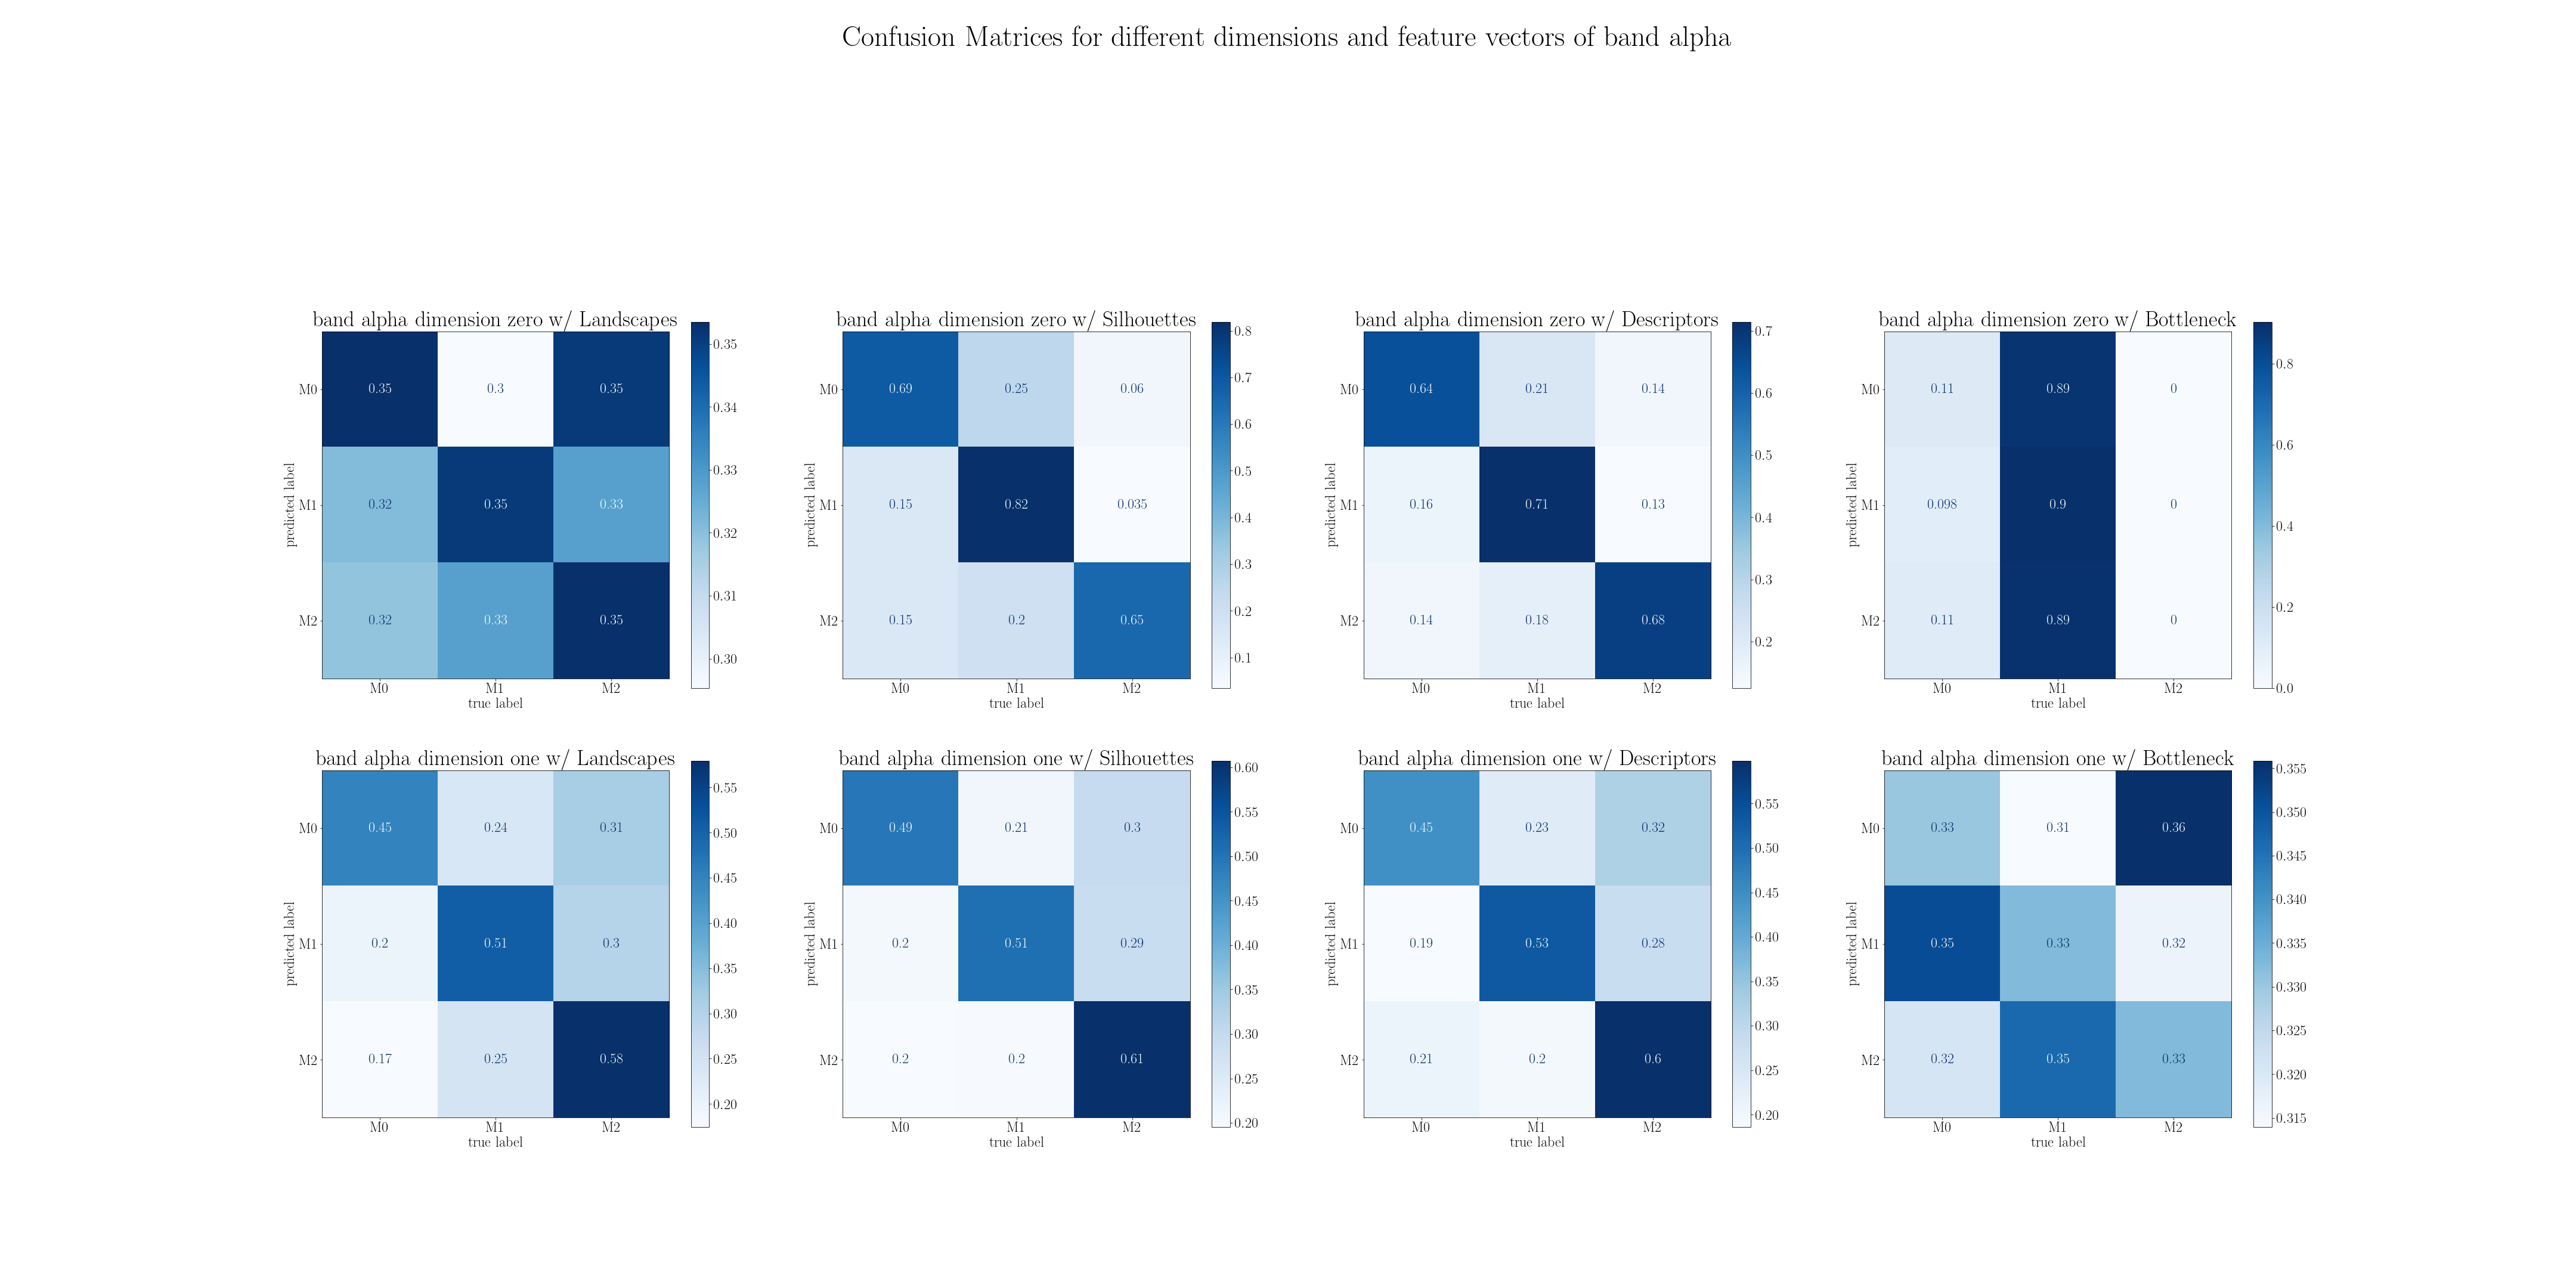 Confusion Matrices for different dimensions and feature vectors of band alpha
band alpha dimension zero w/ Landscapes
predicted label
M0 0.35 0.3 0.35
M1 0.32 0.35 0.33
M2 0.32 0.33 0.35
M0 M1 M2
true label
0.35
0.34
0.33
0.32
0.31
0.30
band alpha dimension zero w/ Silhouettes
predicted label
M0 0.69 0.25 0.06
M1 0.15 0.82 0.035
M2 0.15 0.2 0.65
M0 M1 M2
true label
0.8
0.7
0.6
0.5
0.4
0.3
0.2
0.1
band alpha dimension zero w/ Descriptors
predicted label
M0 0.64 0.21 0.14
M1 0.16 0.71 0.13
M2 0.14 0.18 0.68
M0 M1 M2
true label
0.7
0.6
0.5
0.4
0.3
0.2
band alpha dimension zero w/ Bottleneck
predicted label
M0 0.11 0.89 0
M1 0.098 0.9 0
M2 0.11 0.89 0
M0 M1 M2
true label
0.8
0.6
0.4
0.2
0.0
band alpha dimension one w/ Landscapes
predicted label
M0 0.45 0.24 0.31
M1 0.2 0.51 0.3
M2 0.17 0.25 0.58
M0 M1 M2
true label
0.55
0.50
0.45
0.40
0.35
0.30
0.25
0.20
band alpha dimension one w/ Silhouettes
predicted label
M0 0.49 0.21 0.3
M1 0.2 0.51 0.29
M2 0.2 0.2 0.61
M0 M1 M2
true label
0.60
0.55
0.50
0.45
0.40
0.35
0.30
0.25
0.20
band alpha dimension one w/ Descriptors
predicted label
M0 0.45 0.23 0.32
M1 0.19 0.53 0.28
M2 0.21 0.2 0.6
M0 M1 M2
true label
0.55
0.50
0.45
0.40
0.35
0.30
0.25
0.20
band alpha dimension one w/ Bottleneck
predicted label
M0 0.33 0.31 0.36
M1 0.35 0.33 0.32
M2 0.32 0.35 0.33
M0 M1 M2
true label
0.355
0.350
0.345
0.340
0.335
0.330
0.325
0.320
0.315